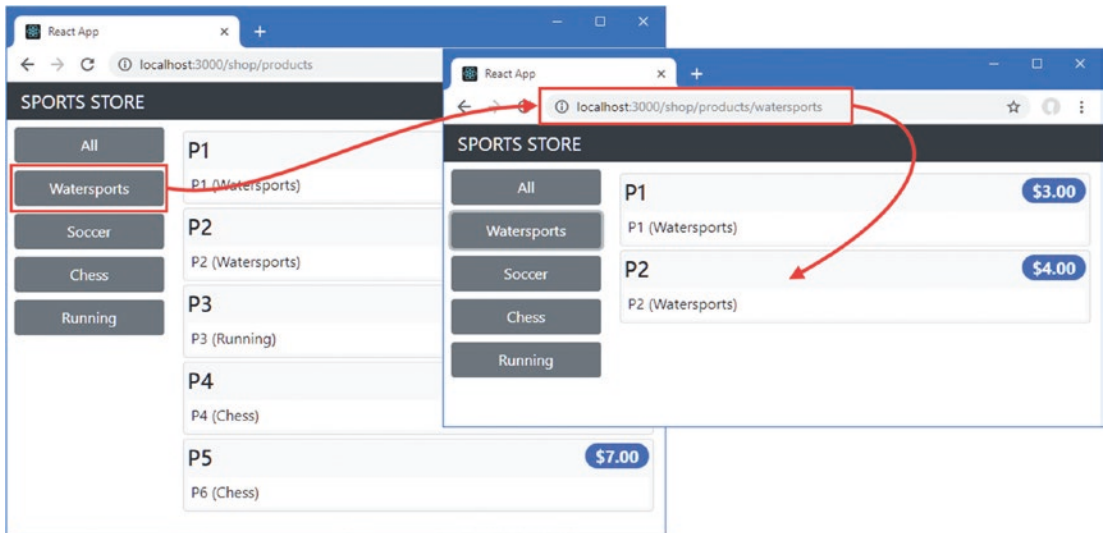 React App
localhost:3000/shop/products
SPORTS STORE
All
Watersports
Soccer
Chess
Running
P1
P1 (Watersports)
P2
P2 (Watersports)
P3
P3 (Running)
P4
P4 (Chess)
P5
$7.00
P6 (Chess)
React App
localhost:3000/shop/products/watersports
SPORTS STORE
All
Watersports
Soccer
Chess
Running
P1
$3.00
P1 (Watersports)
P2
$4.00
P2 (Watersports)